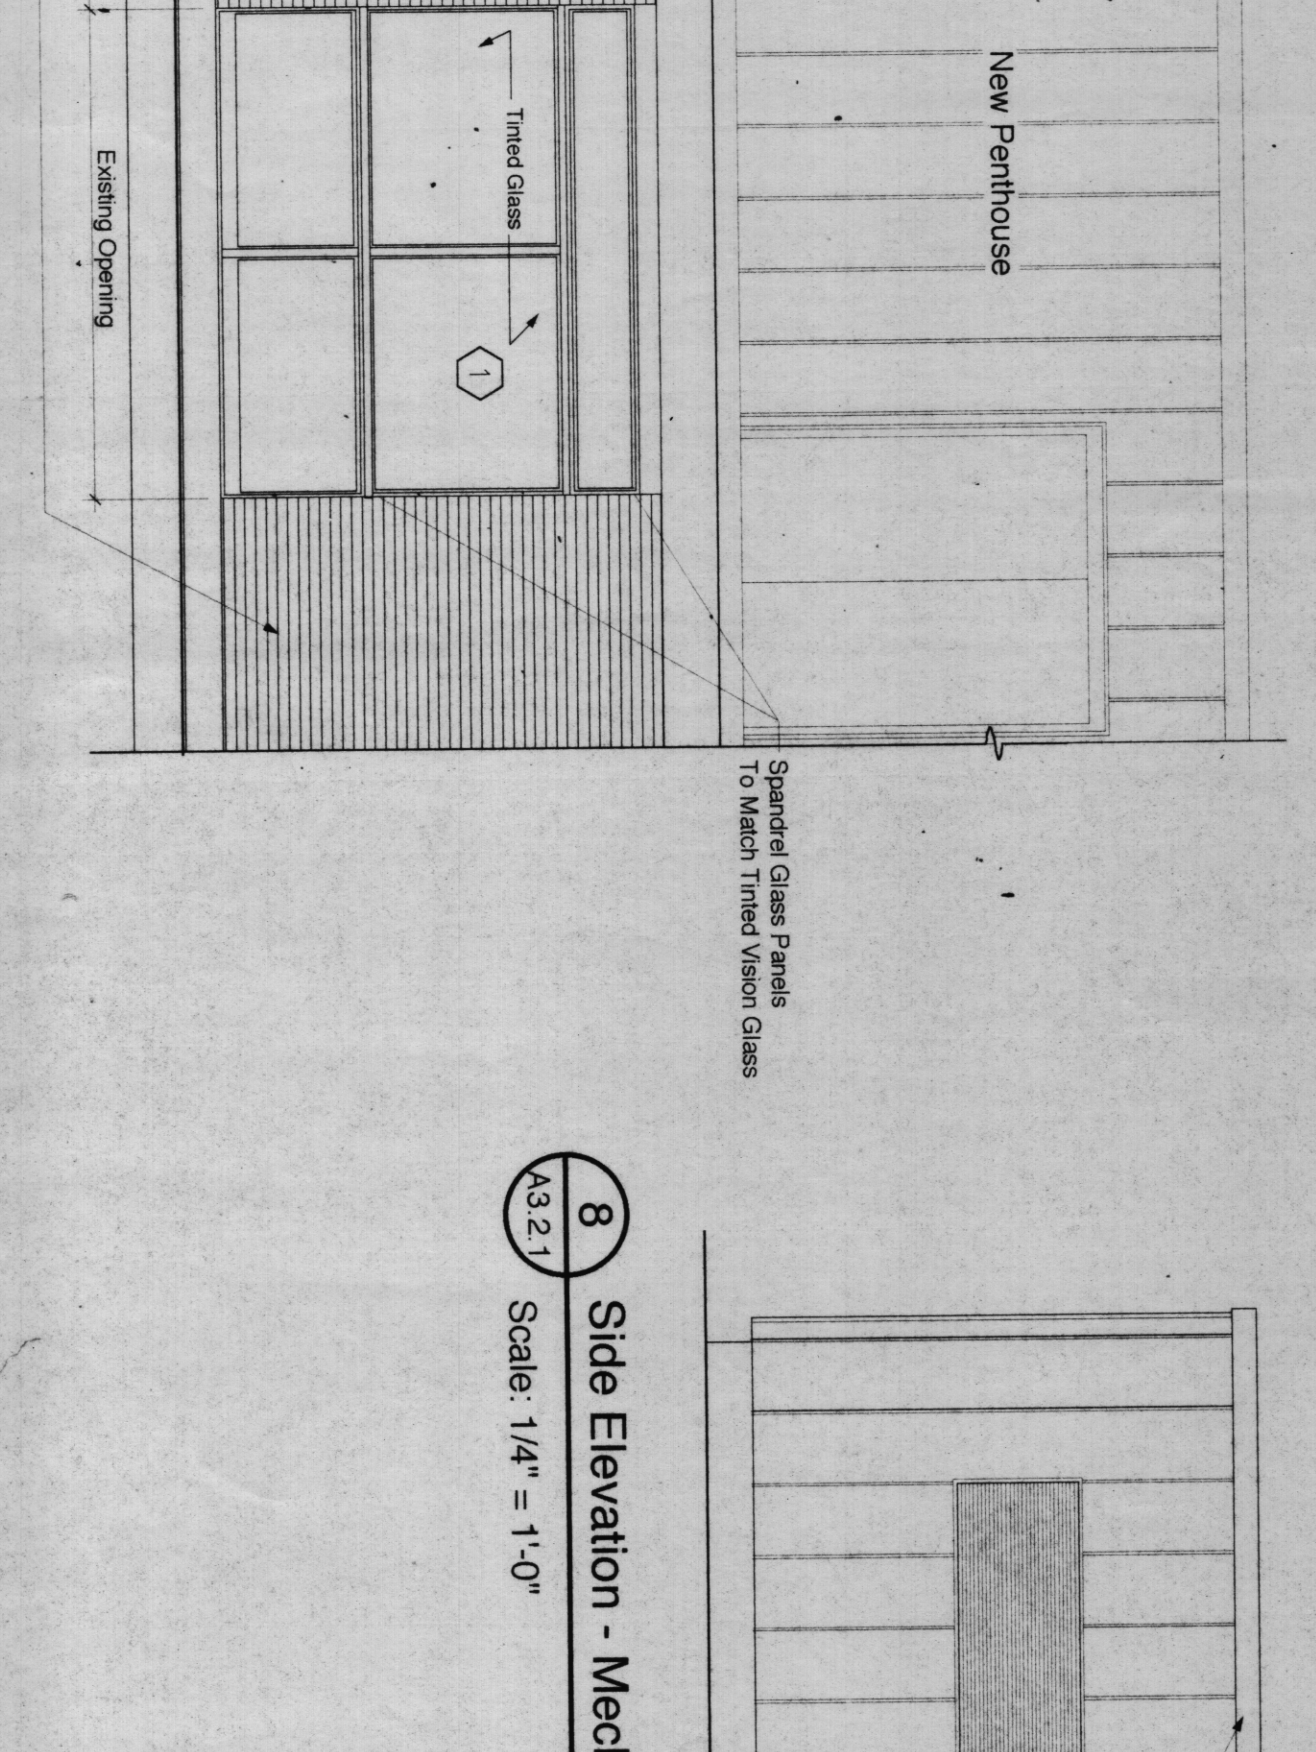 New Penthouse
Tinted Glass
1
Existing Opening
Spandrel Glass Panels
To Match Tinted Vision Glass
8
A3.2.1
Side Elevation - Mech
Scale: 1/4" = 1'-0"